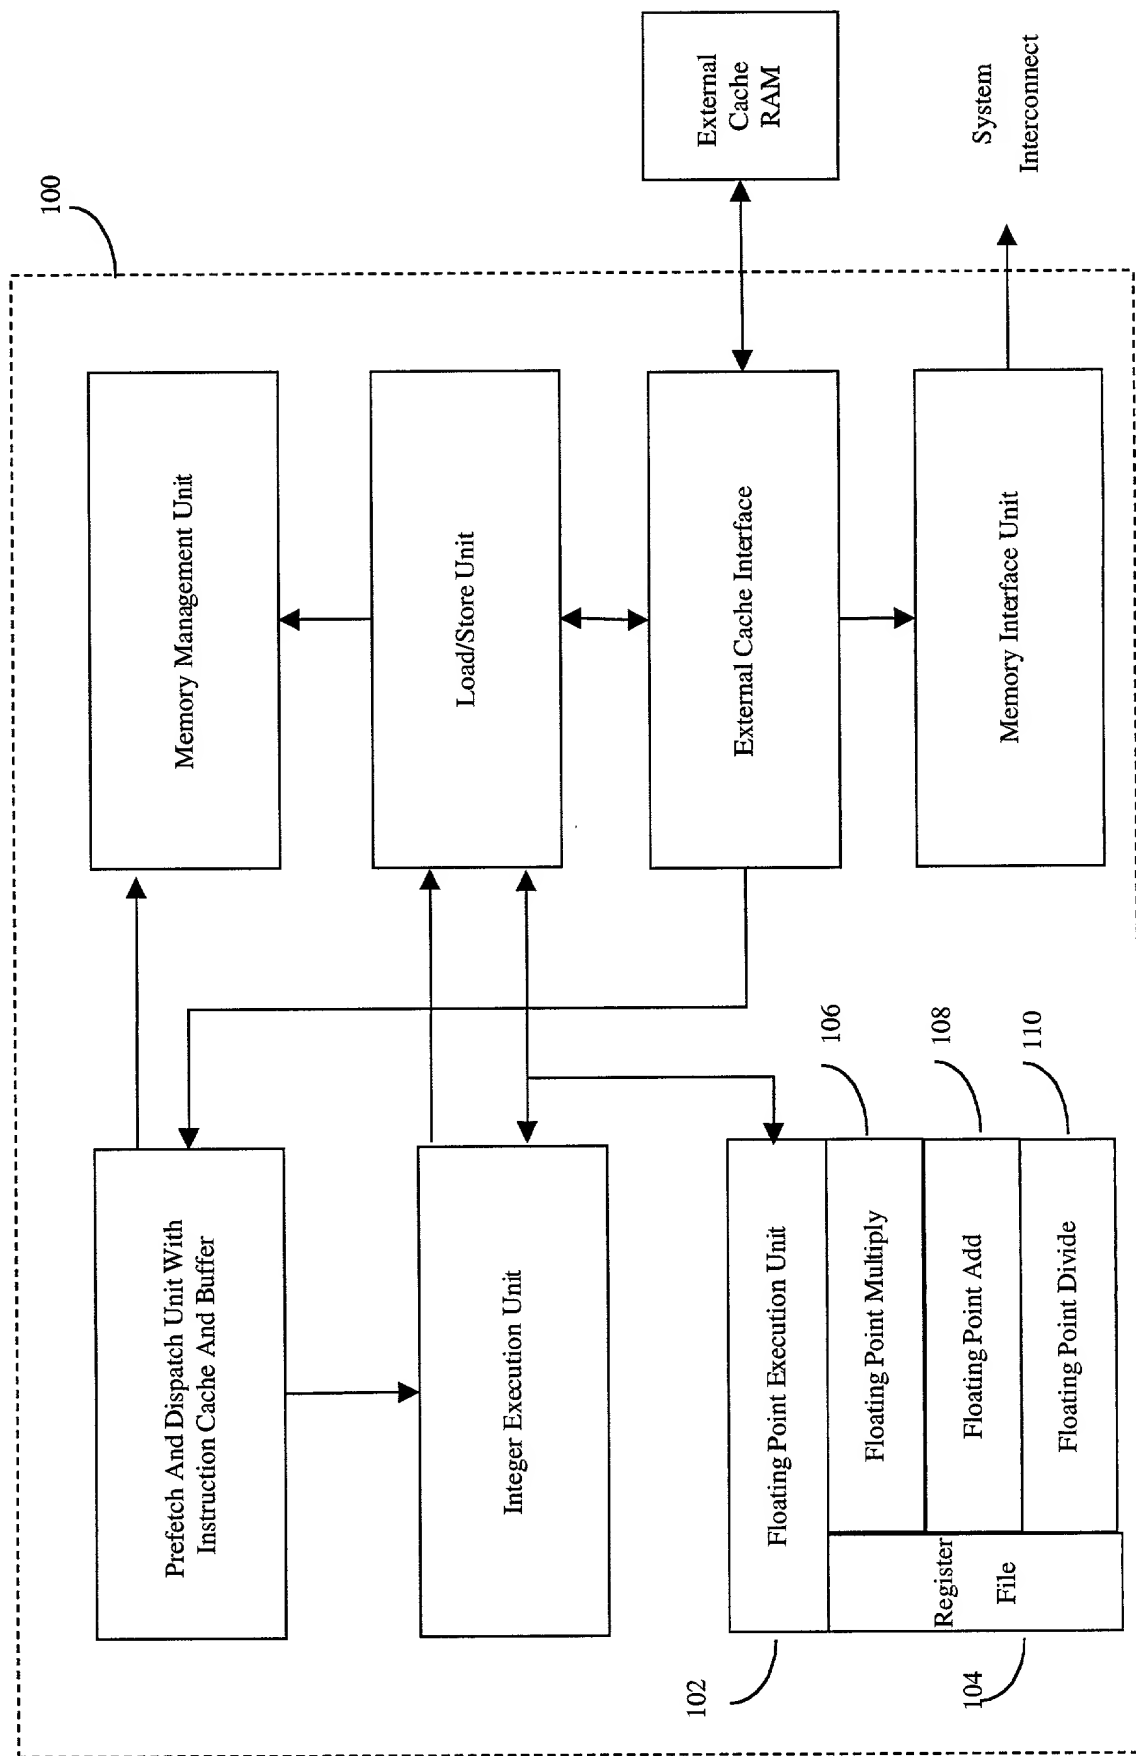 100
Prefetch And Dispatch Unit With
Instruction Cache And Buffer
Memory Management Unit
Integer Execution Unit
Load/Store Unit
External
Cache
RAM
External Cache Interface
System
Interconnect
Memory Interface Unit
102
Floating Point Execution Unit
106
Floating Point Multiply
108
Floating Point Add
110
Floating Point Divide
Register
File
104